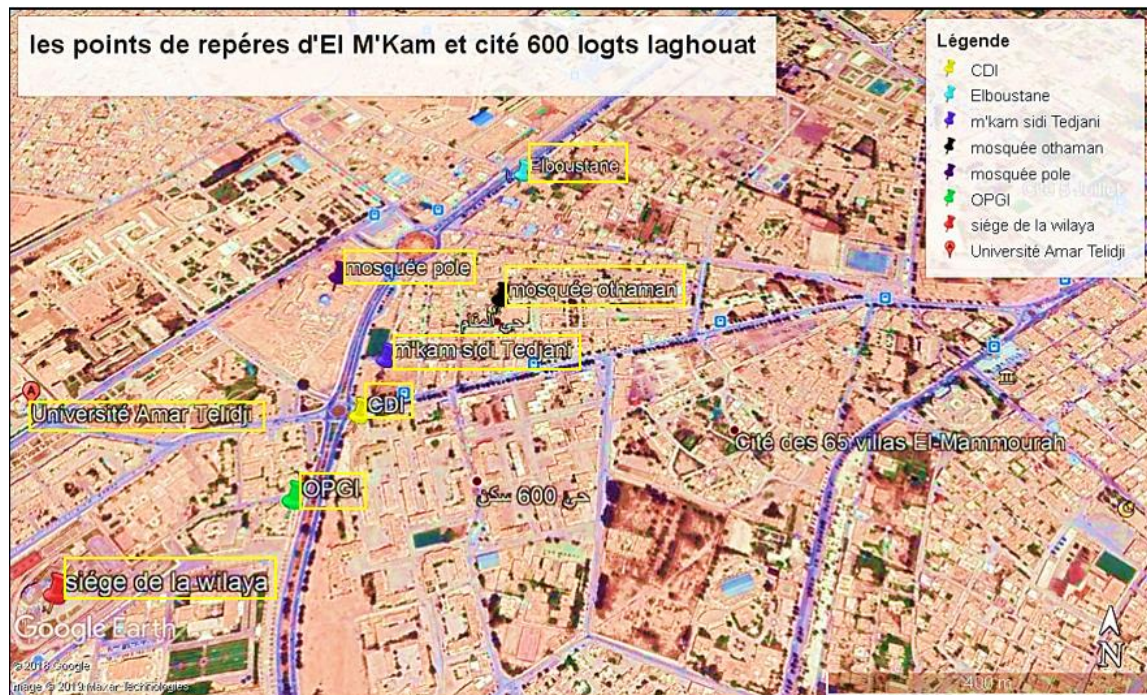 les points de repéres d'El M'Kam et cité 600 logts laghouat
Légende
CDI
Elboustane
m'kam sidi Tedjani
mosquée othaman
mosquée pole
OPGI
siége de la wilaya
Université Amar Telidji
Elboustane
mosquée pole
mosquée othaman
حي المقام
m'kam sidi Tedjani
A
Université Amar Telidji
CDI
Cité des 65 villas El-Mammourah
OPGI
حي 600 سكن
siége de la wilaya
Google Earth
© 2018 Google
Image © 2019 Maxar Technologies
N
400 m